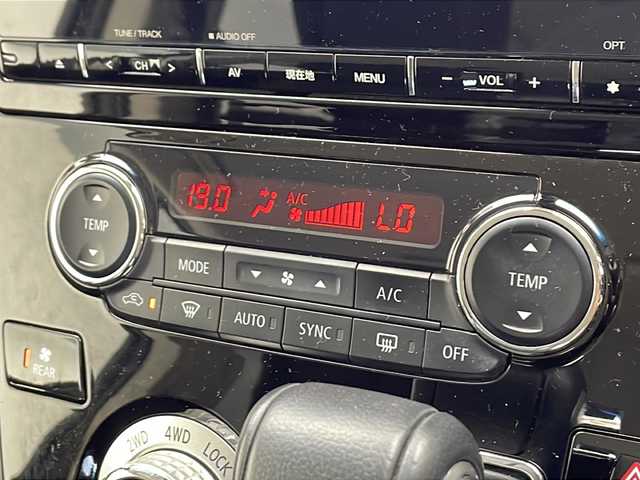 TUNE / TRACK
AUDIO OFF
OPT.
CH
AV
現在地
MENU
- VOL +
19.0
A/C
LO
TEMP
MODE
A/C
TEMP
AUTO
SYNC
OFF
REAR
2WD
4WD
LOCK